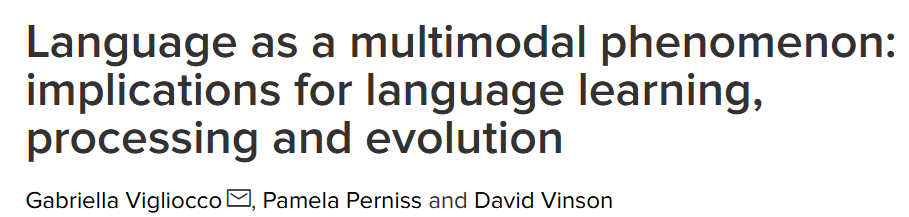 Language as a multimodal phenomenon:
implications for language learning,
processing and evolution
Gabriella Vigliocco, Pamela Perniss and David Vinson